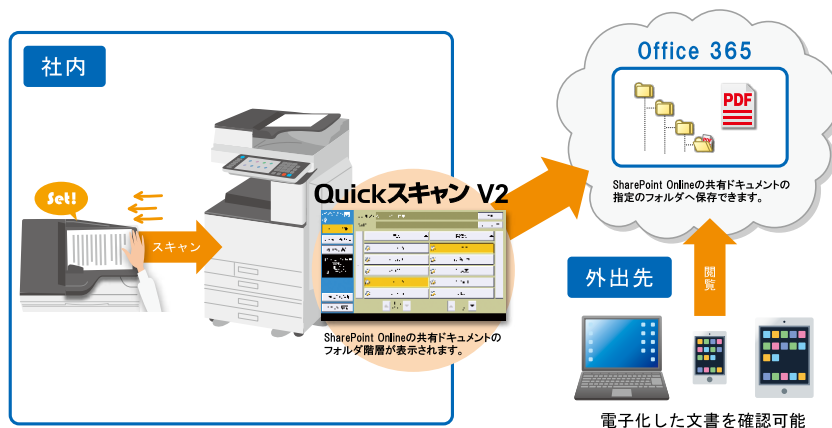 社内
Set!
スキャン
Quickスキャン V2
SharePoint Onlineの共有ドキュメントの
フォルダ階層が表示されます。
Office 365
PDF
SharePoint Onlineの共有ドキュメントの
指定のフォルダへ保存できます。
外出先
閲覧
電子化した文書を確認可能